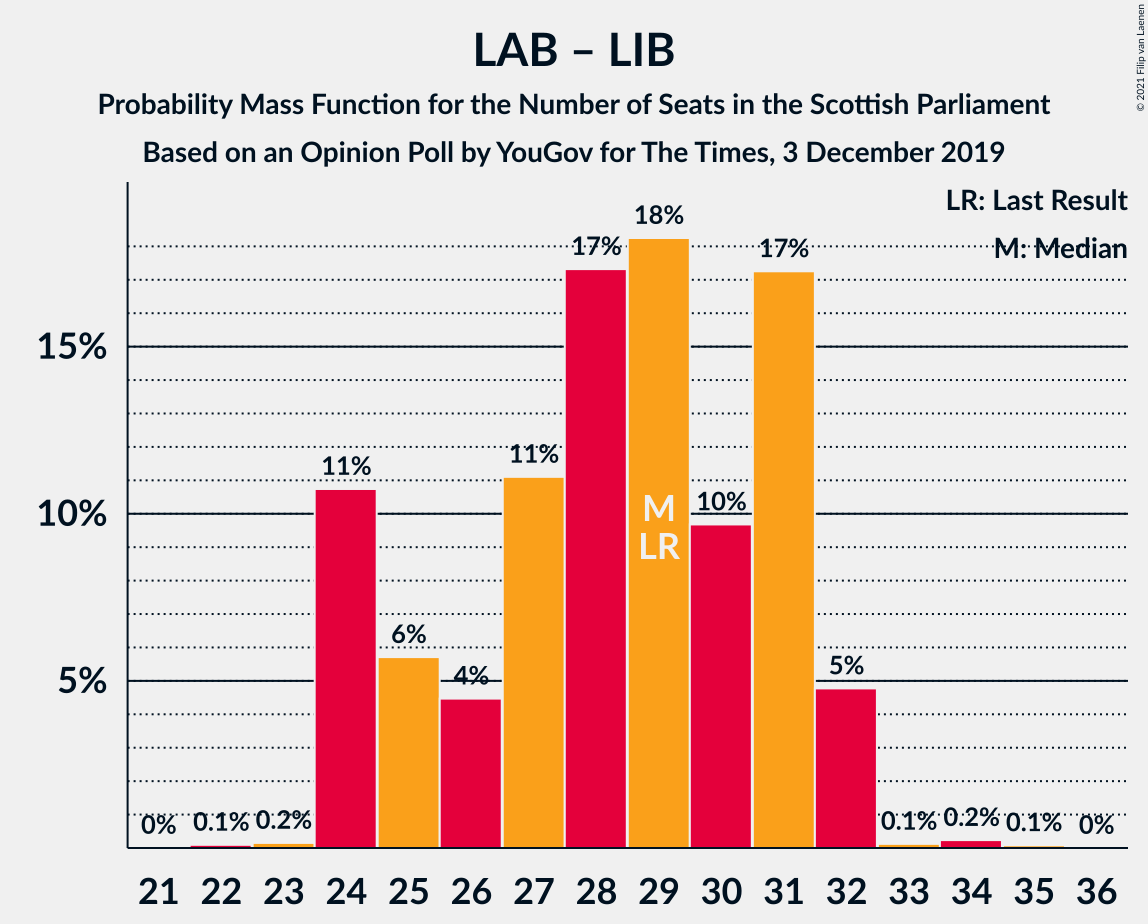 LAB – LIB
Probability Mass Function for the Number of Seats in the Scottish Parliament
Based on an Opinion Poll by YouGov for The Times, 3 December 2019
© 2021 Filip van Laenen
LR: Last Result
M: Median
15%
10%
5%
0%
0.1%
0.2%
11%
6%
4%
11%
17%
18%
10%
17%
5%
0.1%
0.2%
0.1%
0%
M
LR
21 22 23 24 25 26 27 28 29 30 31 32 33 34 35 36